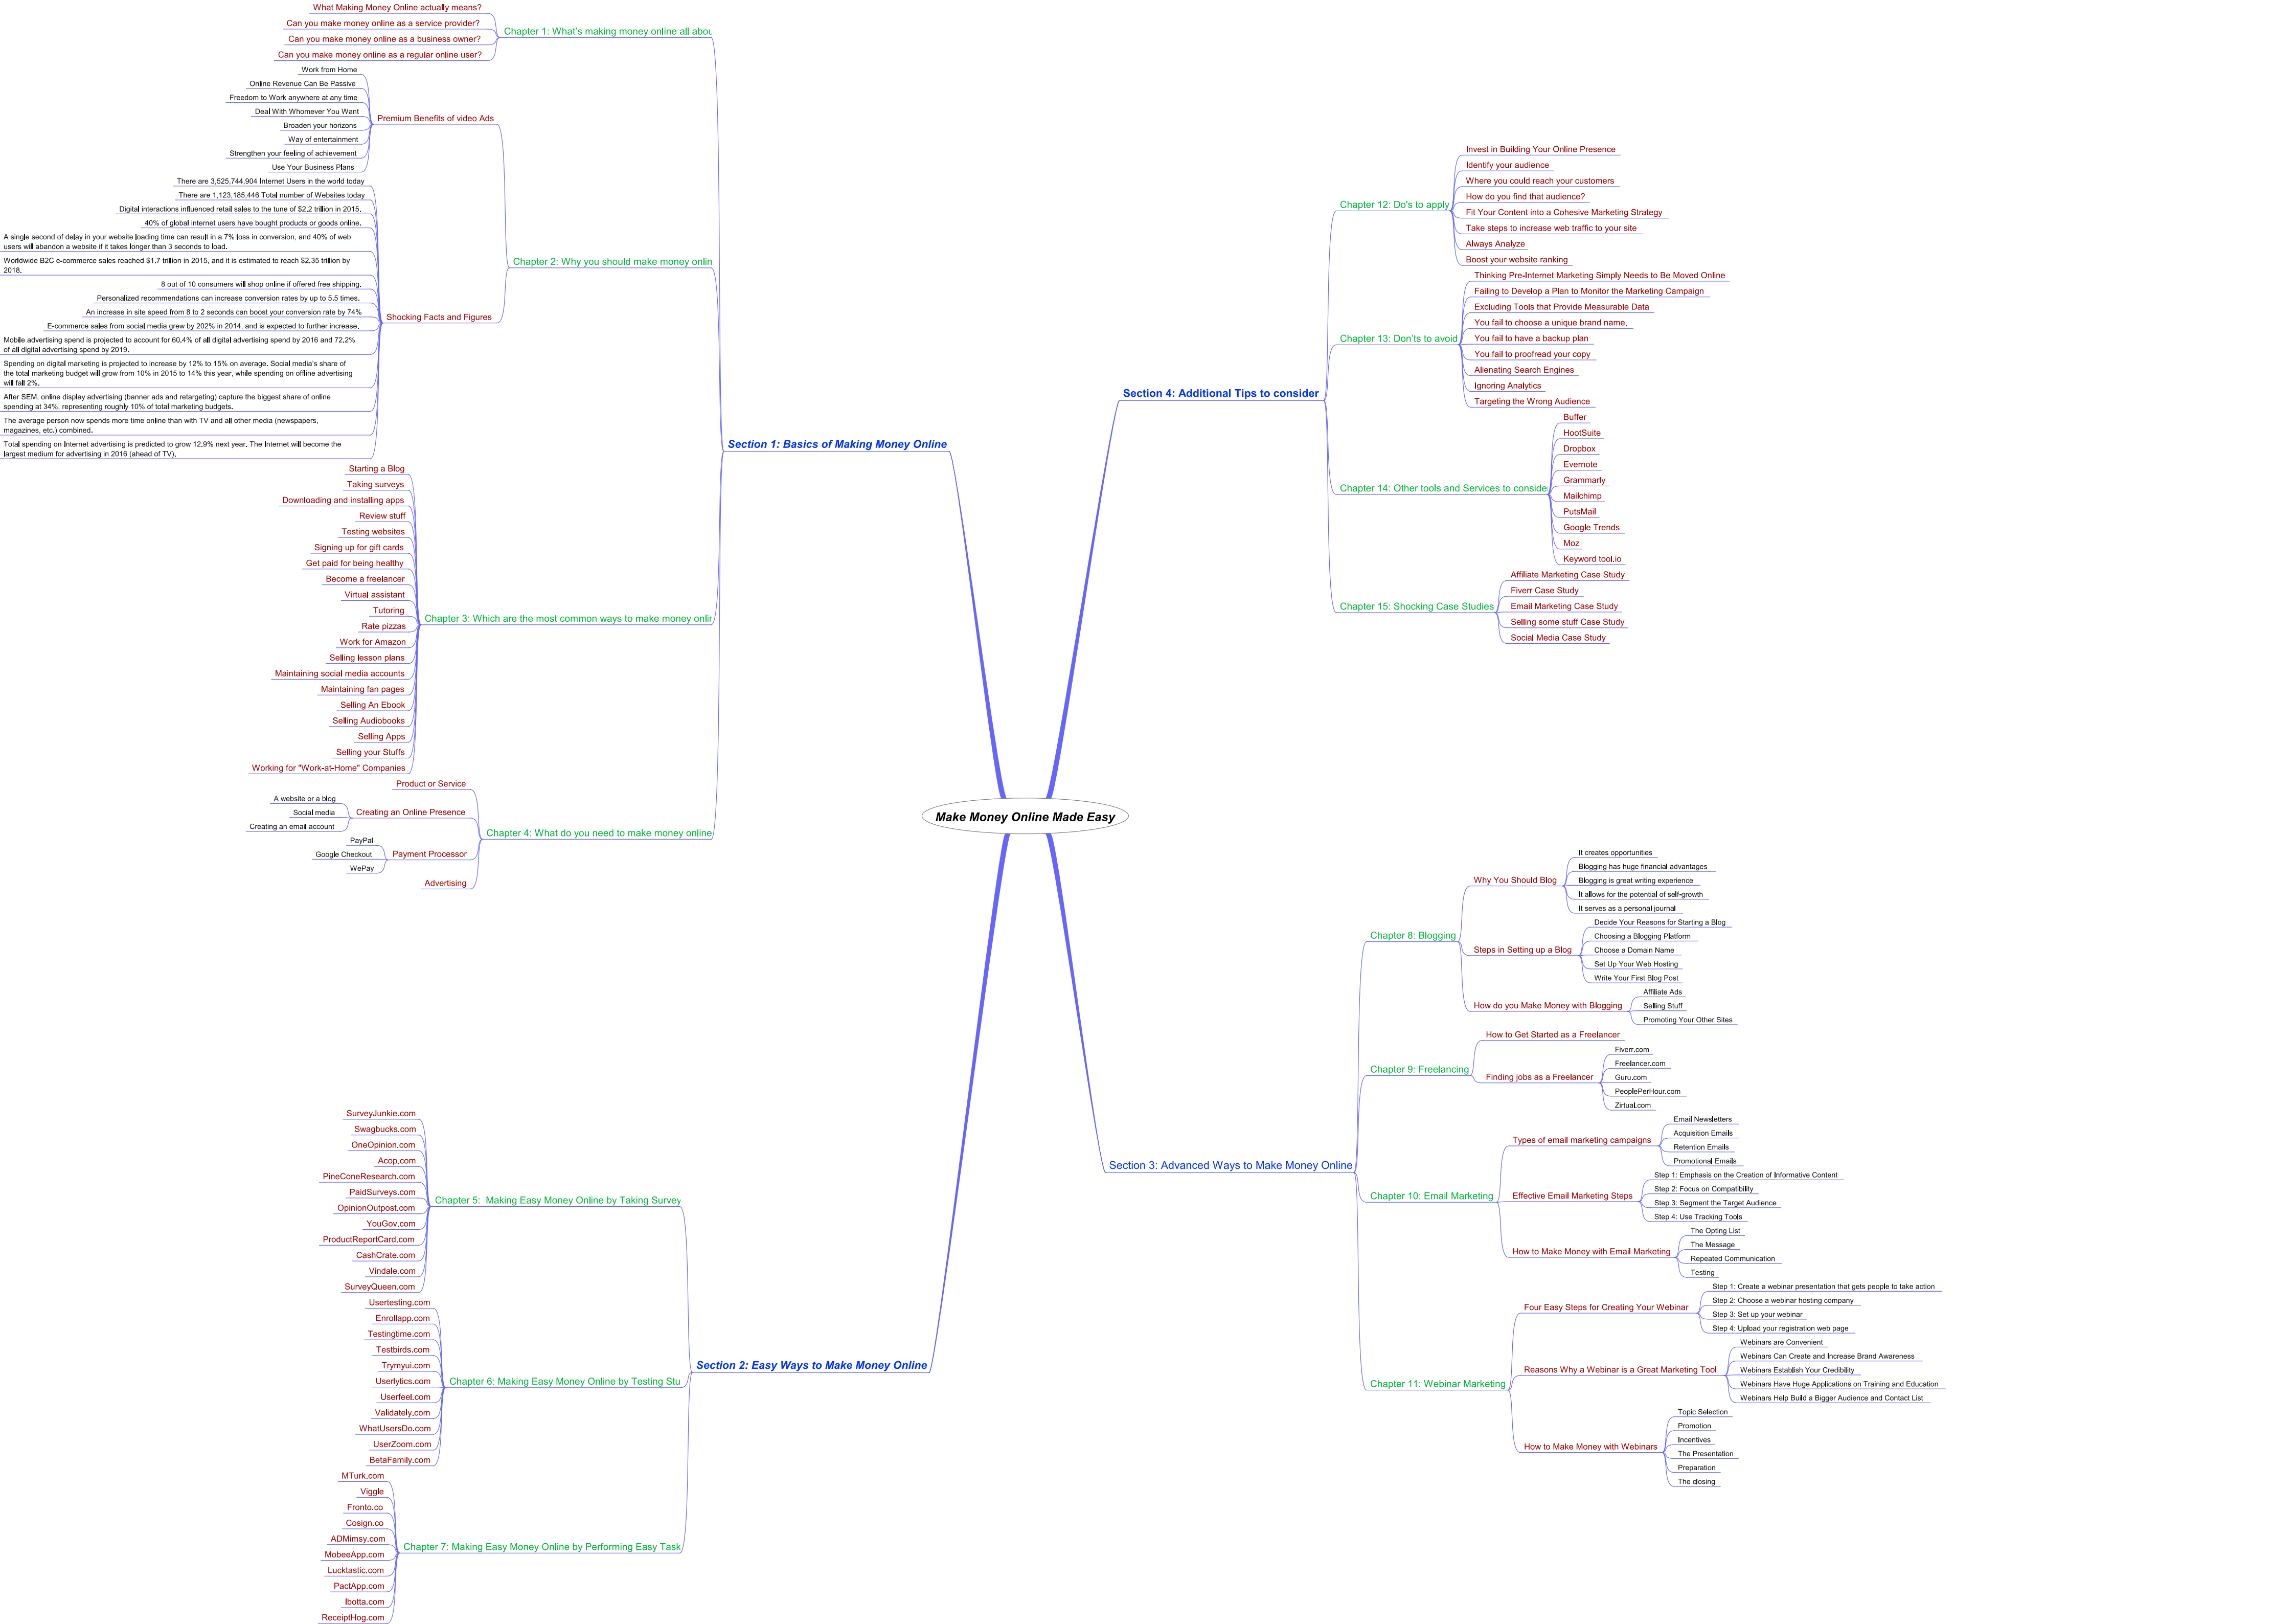 Make Money Online Made Easy
Section 1: Basics of Making Money Online
Chapter 1: What's making money online all abou
What Making Money Online actually means?
Can you make money online as a service provider?
Can you make money online as a business owner?
Can you make money online as a regular online user?
Chapter 2: Why you should make money onlin
Premium Benefits of video Ads
Work from Home
Online Revenue Can Be Passive
Freedom to Work anywhere at any time
Deal With Whomever You Want
Broaden your horizons
Way of entertainment
Strengthen your feeling of achievement
Use Your Business Plans
Shocking Facts and Figures
There are 3,525,744,904 Internet Users in the world today
There are 1,123,185,446 Total number of Websites today
Digital interactions influenced retail sales to the tune of $2.2 trillion in 2015.
40% of global internet users have bought products or goods online.
A single second of delay in your website loading time can result in a 7% loss in conversion, and 40% of web
users will abandon a website if it takes longer than 3 seconds to load.
Worldwide B2C e-commerce sales reached $1,7 trillion in 2015, and it is estimated to reach $2,35 trillion by
2018.
8 out of 10 consumers will shop online if offered free shipping.
Personalized recommendations can increase conversion rates by up to 5.5 times.
An increase in site speed from 8 to 2 seconds can boost your conversion rate by 74%
E-commerce sales from social media grew by 202% in 2014, and is expected to further increase.
Mobile advertising spend is projected to account for 60.4% of all digital advertising spend by 2016 and 72.2%
of all digital advertising spend by 2019.
Spending on digital marketing is projected to increase by 12% to 15% on average. Social media's share of
the total marketing budget will grow from 10% in 2015 to 14% this year, while spending on offline advertising
will fall 2%.
After SEM, online display advertising (banner ads and retargeting) capture the biggest share of online
spending at 34%, representing roughly 10% of total marketing budgets.
The average person now spends more time online than with TV and all other media (newspapers,
magazines, etc.) combined.
Total spending on Internet advertising is predicted to grow 12.9% next year. The Internet will become the
largest medium for advertising in 2016 (ahead of TV).
Chapter 3: Which are the most common ways to make money onlin
Starting a Blog
Taking surveys
Downloading and installing apps
Review stuff
Testing websites
Signing up for gift cards
Get paid for being healthy
Become a freelancer
Virtual assistant
Tutoring
Rate pizzas
Work for Amazon
Selling lesson plans
Maintaining social media accounts
Maintaining fan pages
Selling An Ebook
Selling Audiobooks
Selling Apps
Selling your Stuffs
Working for "Work-at-Home" Companies
Chapter 4: What do you need to make money online
Product or Service
Creating an Online Presence
A website or a blog
Social media
Creating an email account
Payment Processor
PayPal
Google Checkout
WePay
Advertising
Section 2: Easy Ways to Make Money Online
Chapter 5:  Making Easy Money Online by Taking Survey
SurveyJunkie.com
Swagbucks.com
OneOpinion.com
Acop.com
PineConeResearch.com
PaidSurveys.com
OpinionOutpost.com
YouGov.com
ProductReportCard.com
CashCrate.com
Vindale.com
SurveyQueen.com
Chapter 6: Making Easy Money Online by Testing Stu
Usertesting.com
Enrollapp.com
Testingtime.com
Testbirds.com
Trymyui.com
Userlytics.com
Userfeel.com
Validately.com
WhatUsersDo.com
UserZoom.com
BetaFamily.com
Chapter 7: Making Easy Money Online by Performing Easy Task
MTurk.com
Viggle
Fronto.co
Cosign.co
ADMimsy.com
MobeeApp.com
Lucktastic.com
PactApp.com
Ibotta.com
ReceiptHog.com
Section 3: Advanced Ways to Make Money Online
Chapter 8: Blogging
Why You Should Blog
It creates opportunities
Blogging has huge financial advantages
Blogging is great writing experience
It allows for the potential of self-growth
It serves as a personal journal
Steps in Setting up a Blog
Decide Your Reasons for Starting a Blog
Choosing a Blogging Platform
Choose a Domain Name
Set Up Your Web Hosting
Write Your First Blog Post
How do you Make Money with Blogging
Affiliate Ads
Selling Stuff
Promoting Your Other Sites
Chapter 9: Freelancing
How to Get Started as a Freelancer
Finding jobs as a Freelancer
Fiverr.com
Freelancer.com
Guru.com
PeoplePerHour.com
Zirtual.com
Chapter 10: Email Marketing
Types of email marketing campaigns
Email Newsletters
Acquisition Emails
Retention Emails
Promotional Emails
Effective Email Marketing Steps
Step 1: Emphasis on the Creation of Informative Content
Step 2: Focus on Compatibility
Step 3: Segment the Target Audience
Step 4: Use Tracking Tools
How to Make Money with Email Marketing
The Opting List
The Message
Repeated Communication
Testing
Chapter 11: Webinar Marketing
Four Easy Steps for Creating Your Webinar
Step 1: Create a webinar presentation that gets people to take action
Step 2: Choose a webinar hosting company
Step 3: Set up your webinar
Step 4: Upload your registration web page
Reasons Why a Webinar is a Great Marketing Tool
Webinars are Convenient
Webinars Can Create and Increase Brand Awareness
Webinars Establish Your Credibility
Webinars Have Huge Applications on Training and Education
Webinars Help Build a Bigger Audience and Contact List
How to Make Money with Webinars
Topic Selection
Promotion
Incentives
The Presentation
Preparation
The closing
Section 4: Additional Tips to consider
Chapter 12: Do's to apply
Invest in Building Your Online Presence
Identify your audience
Where you could reach your customers
How do you find that audience?
Fit Your Content into a Cohesive Marketing Strategy
Take steps to increase web traffic to your site
Always Analyze
Boost your website ranking
Chapter 13: Don'ts to avoid
Thinking Pre-Internet Marketing Simply Needs to Be Moved Online
Failing to Develop a Plan to Monitor the Marketing Campaign
Excluding Tools that Provide Measurable Data
You fail to choose a unique brand name.
You fail to have a backup plan
You fail to proofread your copy
Alienating Search Engines
Ignoring Analytics
Targeting the Wrong Audience
Chapter 14: Other tools and Services to conside
Buffer
HootSuite
Dropbox
Evernote
Grammarly
Mailchimp
PutsMail
Google Trends
Moz
Keyword tool.io
Chapter 15: Shocking Case Studies
Affiliate Marketing Case Study
Fiverr Case Study
Email Marketing Case Study
Selling some stuff Case Study
Social Media Case Study